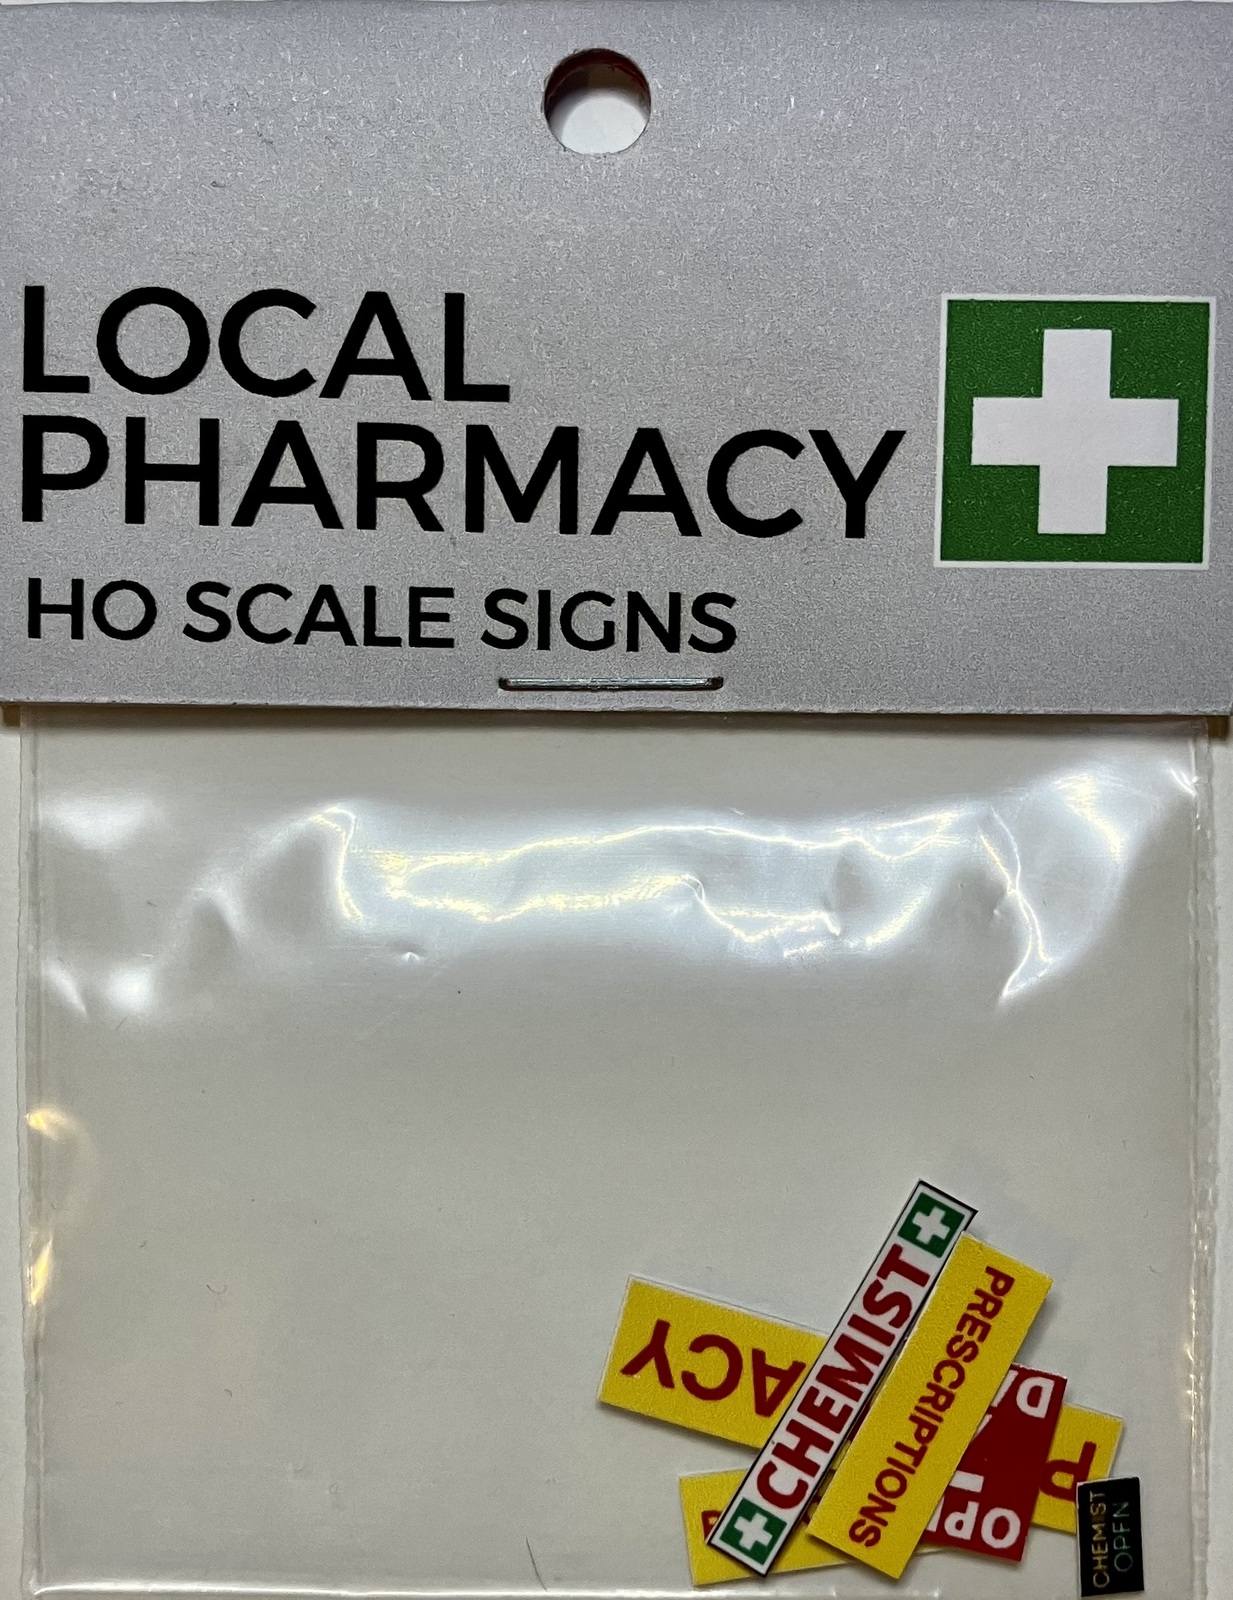 LOCAL
PHARMACY
HO SCALE SIGNS
CHEMIST
PRESCRIPTIONS
ACY
CHEMIST
OPEN